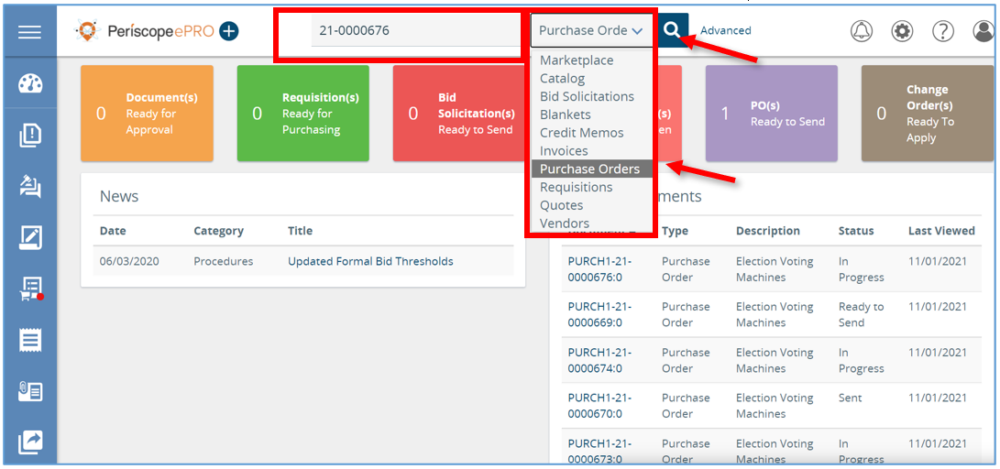 Periscope ePRO
21-0000676
Purchase Orde
Advanced
Marketplace
Catalog
Bid Solicitations
Blankets
Credit Memos
Invoices
Purchase Orders
Requisitions
Quotes
Vendors
0
Document(s)
Ready for
Approval
0
Requisition(s)
Ready for
Purchasing
0
Bid
Solicitation(s)
Ready to Send
(s)
en
1
PO(s)
Ready to Send
0
Change
Order(s)
Ready To
Apply
News
Date Category Title
06/03/2020 Procedures Updated Formal Bid Thresholds
ments
Type Description Status Last Viewed
PURCH1-21- Purchase Election Voting In 11/01/2021
0000676:0 Order Machines Progress
PURCH1-21- Purchase Election Voting Ready to 11/01/2021
0000669:0 Order Machines Send
PURCH1-21- Purchase Election Voting In 11/01/2021
0000674:0 Order Machines Progress
PURCH1-21- Purchase Election Voting Sent 11/01/2021
0000670:0 Order Machines
PURCH1-21- Purchase Election Voting In 11/01/2021
0000673:0 Order Machines Progress